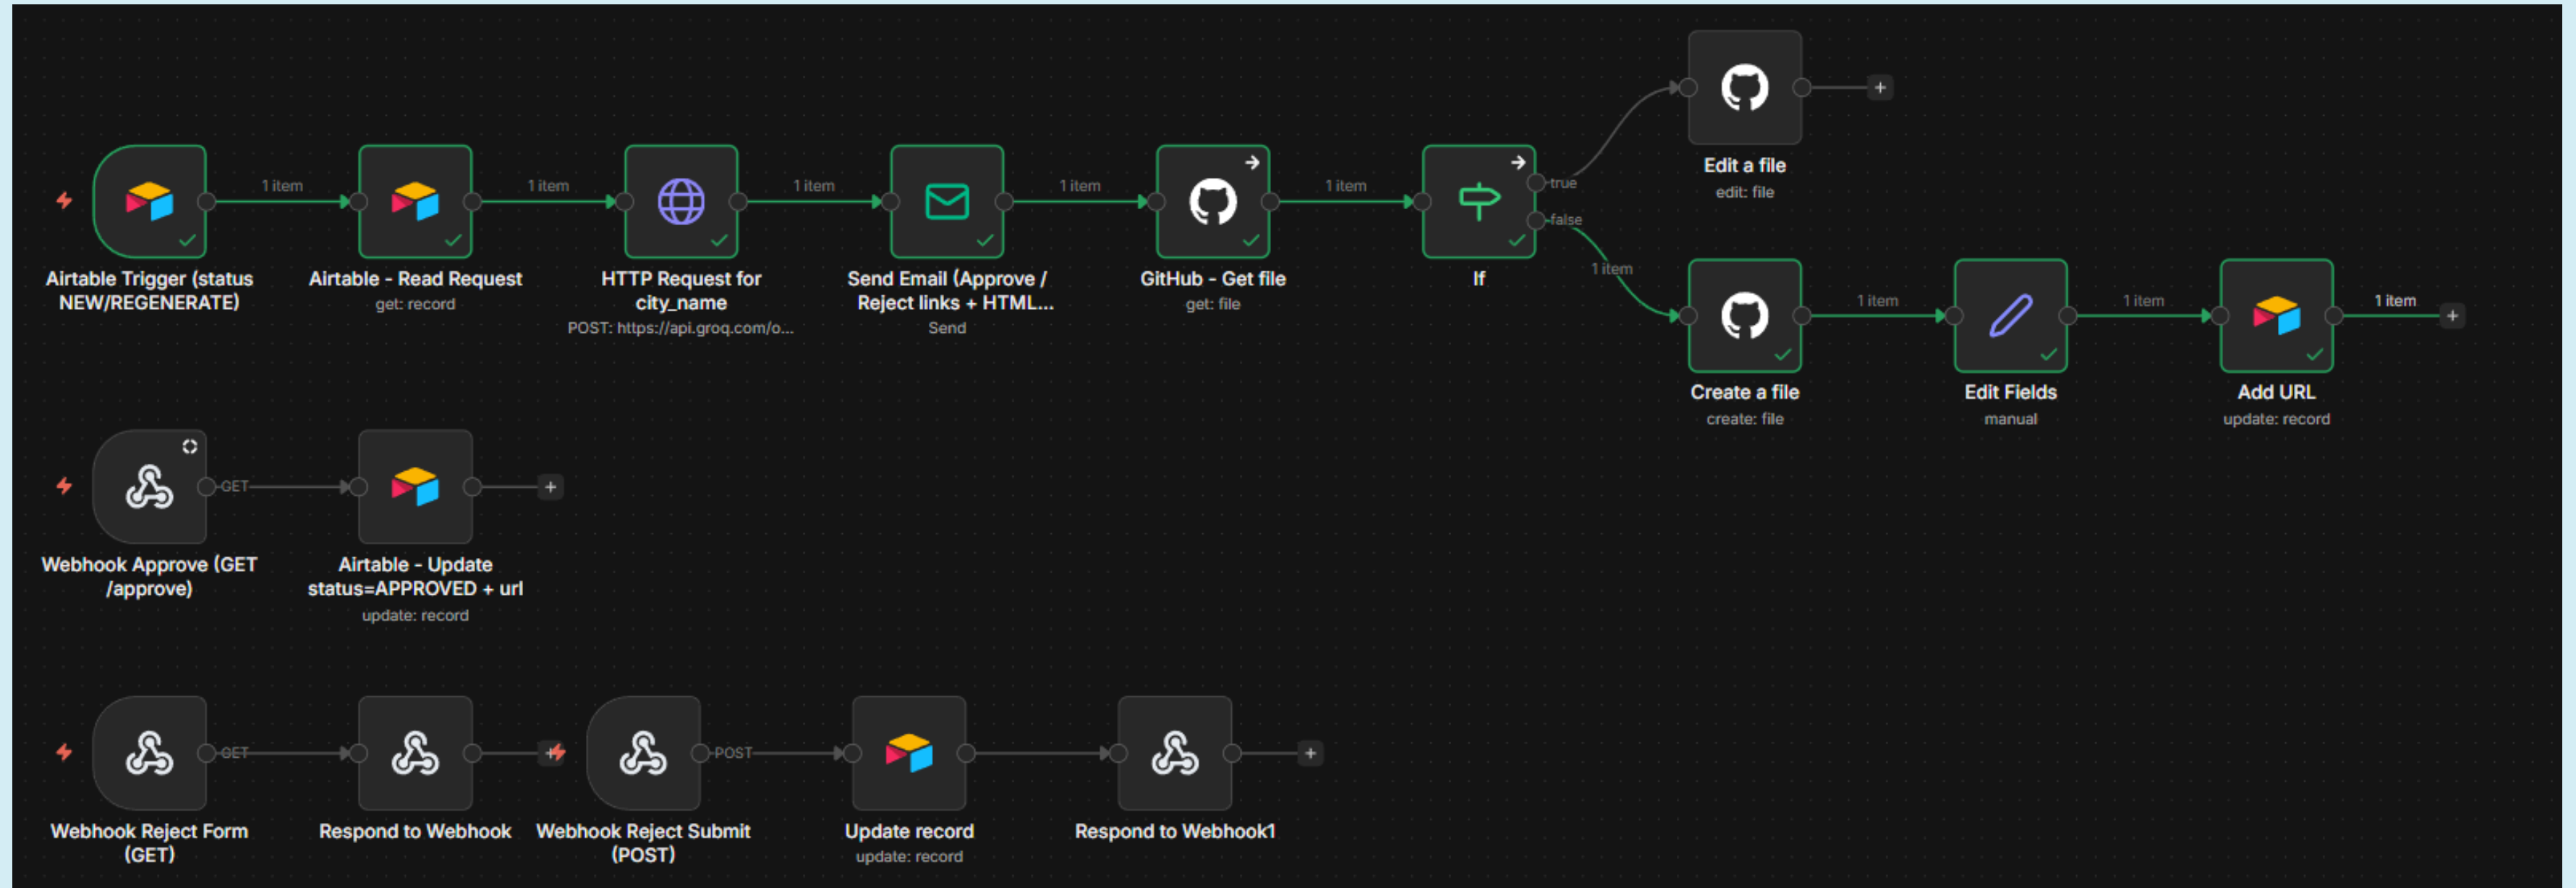 Edit a file
edit: file
1 item
1 item
1 item
1 item
1 item
true
false
Airtable Trigger (status
NEW/REGENERATE)
Airtable - Read Request
get: record
HTTP Request for
city_name
POST: https://api.groq.com/o...
Send Email (Approve /
Reject links + HTML...
Send
GitHub - Get file
get: file
If
1 item
1 item
1 item
1 item
Create a file
create: file
Edit Fields
manual
Add URL
update: record
GET
Webhook Approve (GET
/approve)
Airtable - Update
status=APPROVED + url
update: record
GET
POST
Webhook Reject Form
(GET)
Respond to Webhook
Webhook Reject Submit
(POST)
Update record
update: record
Respond to Webhook1